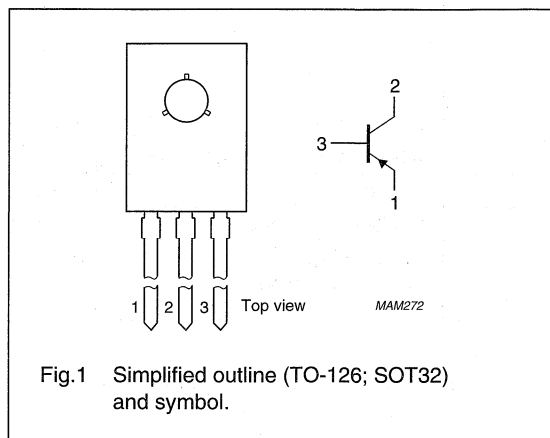 2
3
1
1 2 3 Top view
MAM272
Fig.1 Simplified outline (TO-126; SOT32)
and symbol.